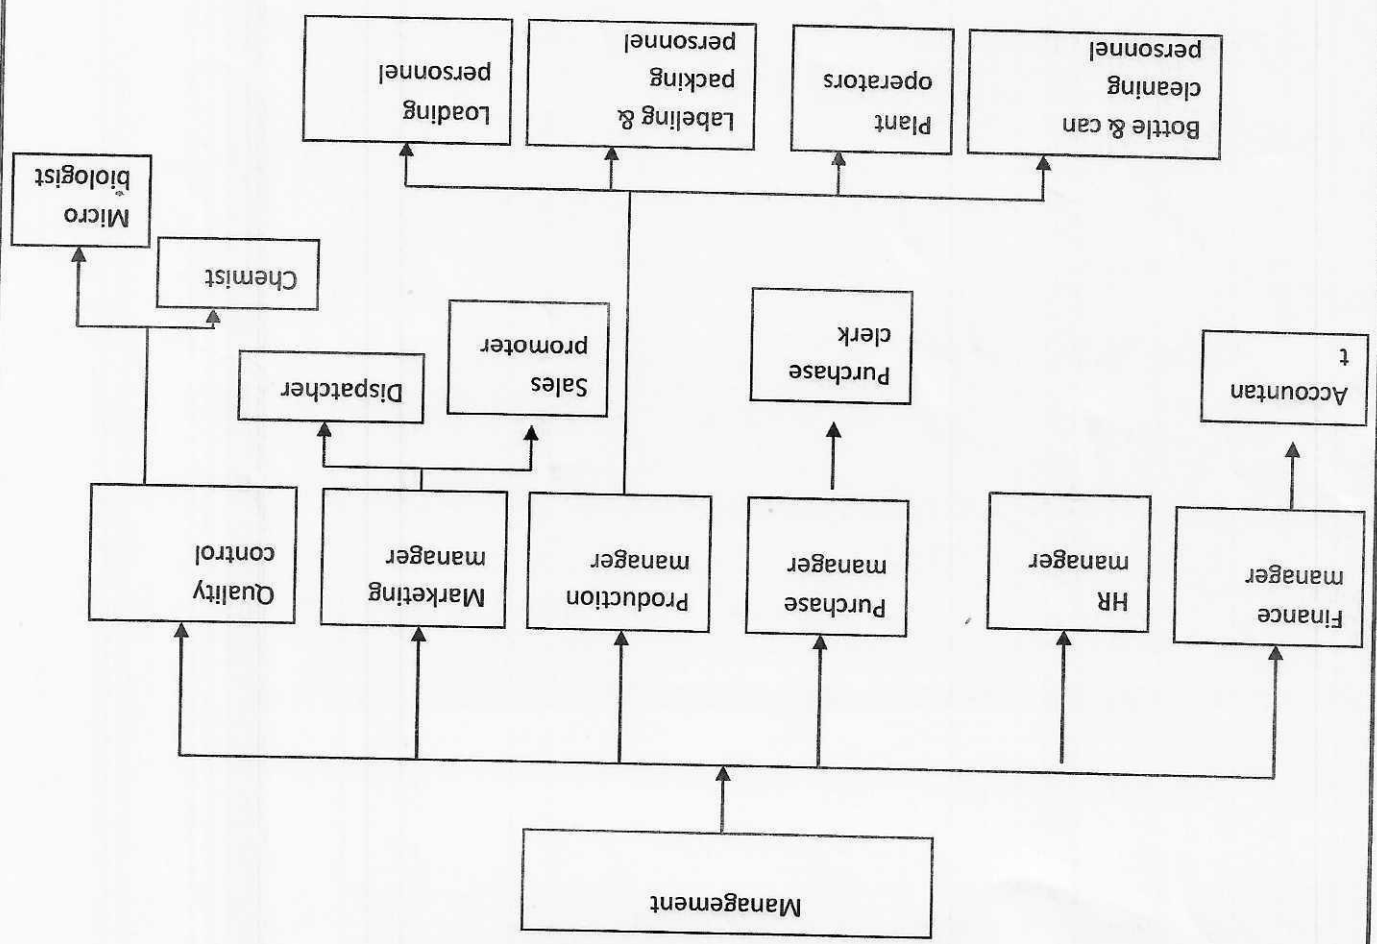 Management
Finance
manager
HR
manager
Purchase
manager
Production
manager
Marketing
manager
Quality
control
Accountan
t
Purchase
clerk
Sales
promoter
Dispatcher
Chemist
Micro
biologist
Bottle & can
cleaning
personnel
Plant
operators
Labeling &
packing
personnel
Loading
personnel